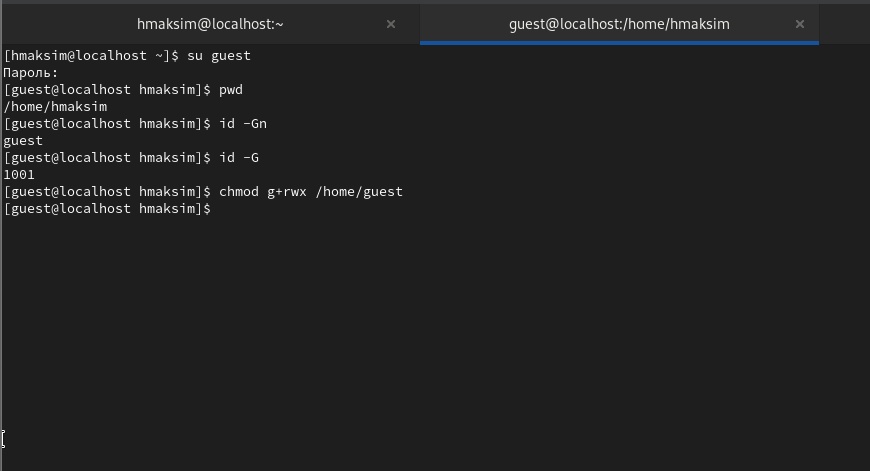 hmaksim@localhost:~ ×
guest@localhost:/home/hmaksim ×
[hmaksim@localhost ~]$ su guest
Пароль:
[guest@localhost hmaksim]$ pwd
/home/hmaksim
[guest@localhost hmaksim]$ id -Gn
guest
[guest@localhost hmaksim]$ id -G
1001
[guest@localhost hmaksim]$ chmod g+rwx /home/guest
[guest@localhost hmaksim]$